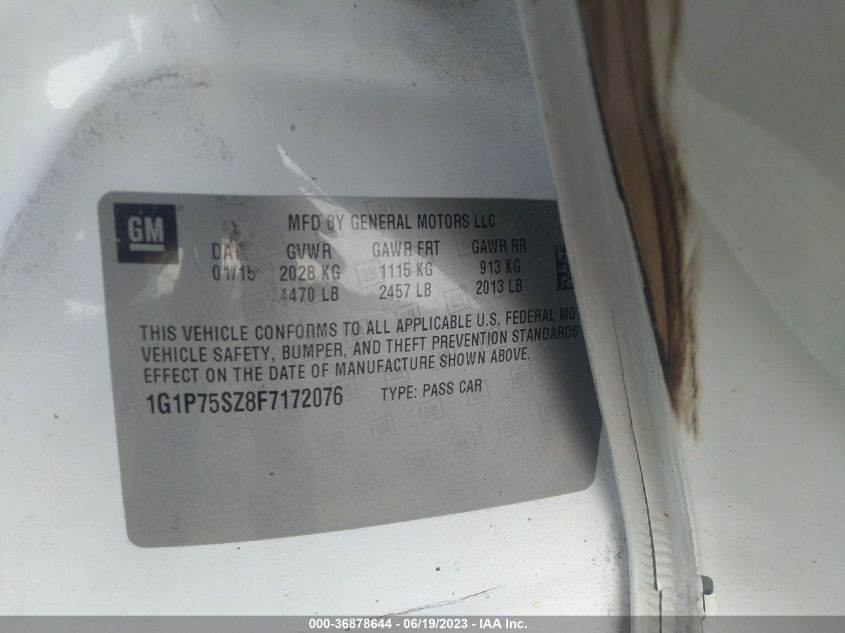 GM
MFD BY GENERAL MOTORS LLC
DATE GVWR GAWR FRT GAWR RR
01/15 2028 KG 1115 KG 913 KG
4470 LB 2457 LB 2013 LB
THIS VEHICLE CONFORMS TO ALL APPLICABLE U.S. FEDERAL MO
VEHICLE SAFETY, BUMPER, AND THEFT PREVENTION STANDARDS
EFFECT ON THE DATE OF MANUFACTURE SHOWN ABOVE.
1G1P75SZ8F7172076 TYPE: PASS CAR
000-36878644 - 06/19/2023 - IAA Inc.